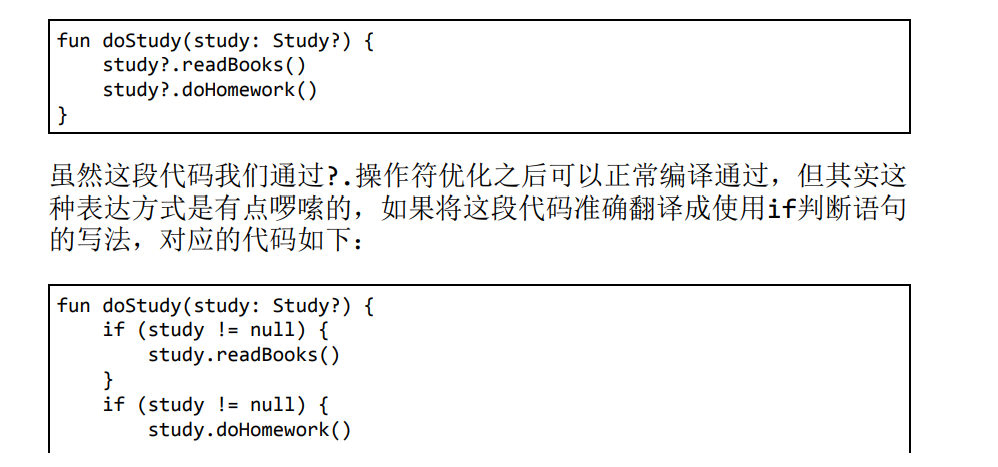 fun doStudy(study: Study?) {
    study?.readBooks()
    study?.doHomework()
}
虽然这段代码我们通过?.操作符优化之后可以正常编译通过，但其实这
种表达方式是有点啰嗦的，如果将这段代码准确翻译成使用if判断语句
的写法，对应的代码如下：
fun doStudy(study: Study?) {
    if (study != null) {
        study.readBooks()
    }
    if (study != null) {
        study.doHomework()